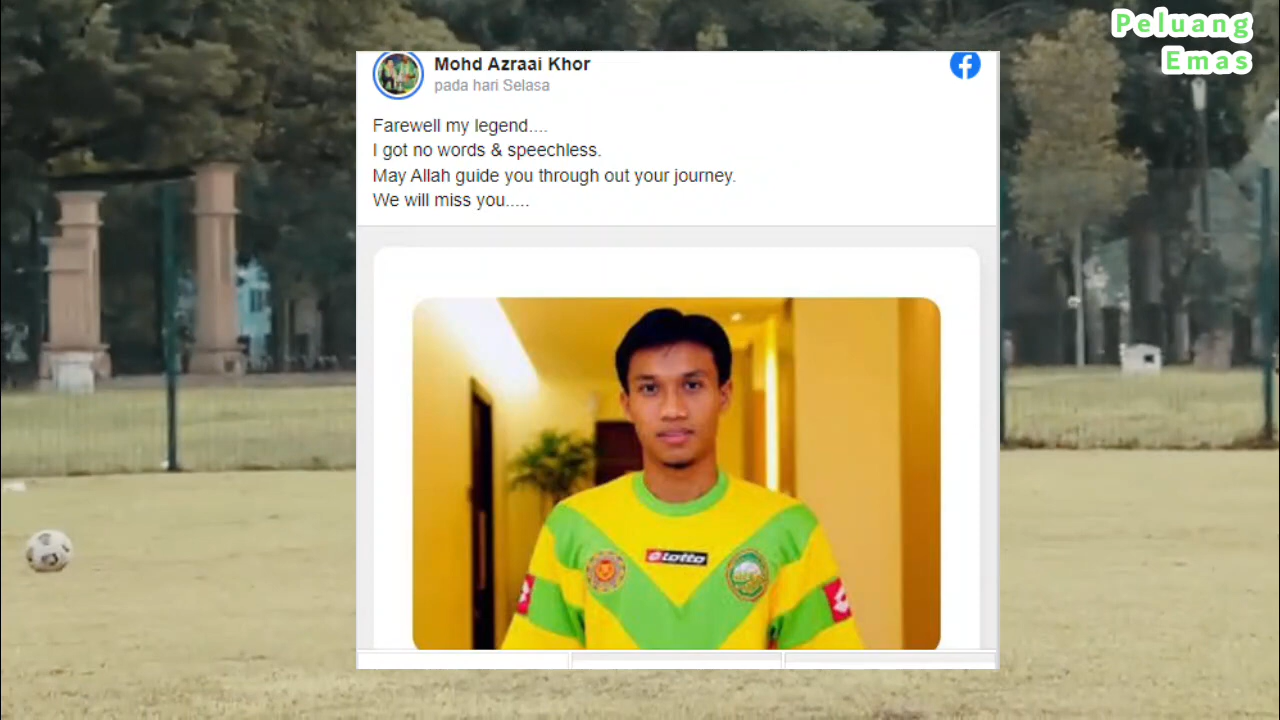 Peluang
Emas
Mohd Azraai Khor
pada hari Selasa
Farewell my legend....
I got no words & speechless.
May Allah guide you through out your journey.
We will miss you.....
lotto